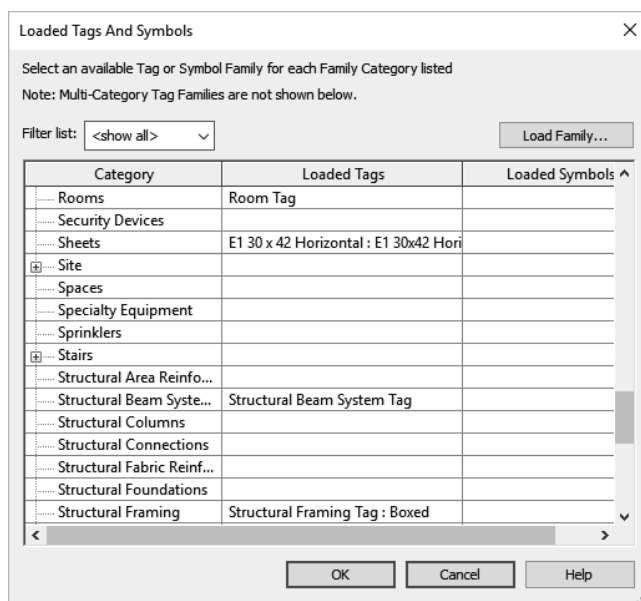 Loaded Tags And Symbols
Select an available Tag or Symbol Family for each Family Category listed
Note: Multi-Category Tag Families are not shown below.
Filter list: <show all> Load Family...
Category Loaded Tags Loaded Symbols
Rooms Room Tag
Security Devices
Sheets E1 30 x 42 Horizontal : E1 30x42 Hori
Site
Spaces
Specialty Equipment
Sprinklers
Stairs
Structural Area Reinfo...
Structural Beam Syste... Structural Beam System Tag
Structural Columns
Structural Connections
Structural Fabric Reinf...
Structural Foundations
Structural Framing Structural Framing Tag : Boxed
OK Cancel Help